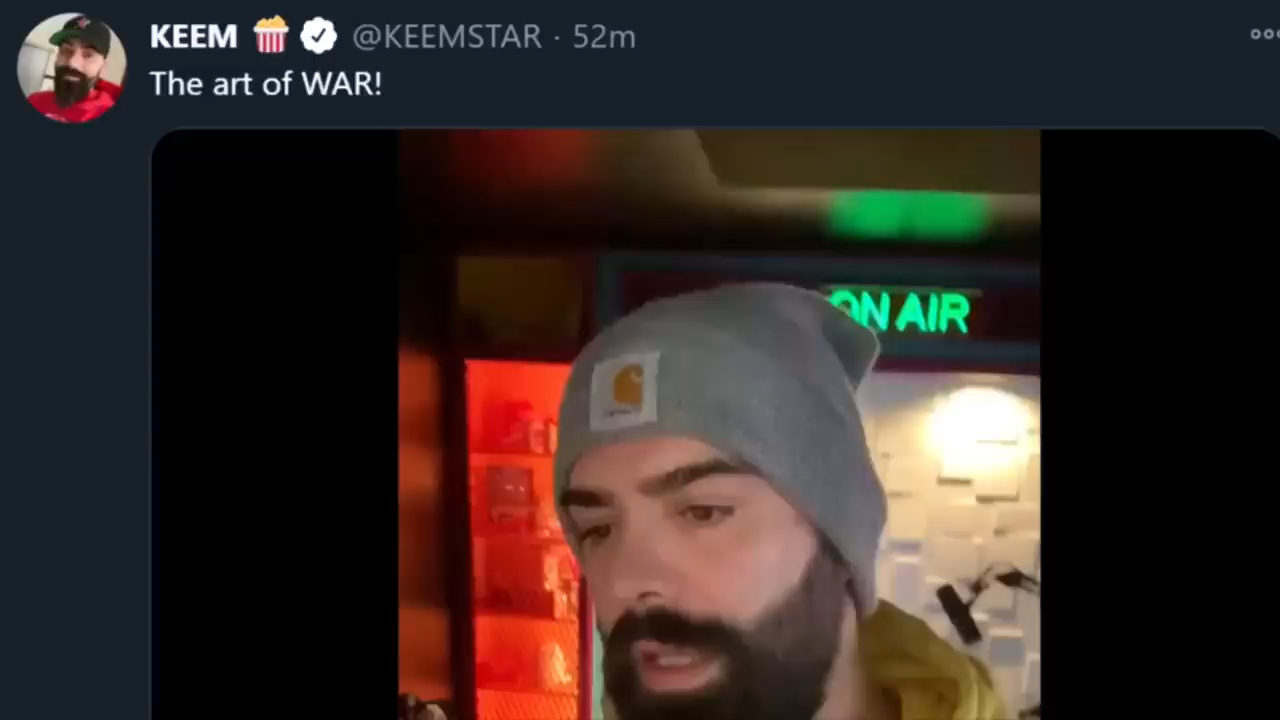 KEEM 🍿 @KEEMSTAR · 52m
The art of WAR!
ON AIR